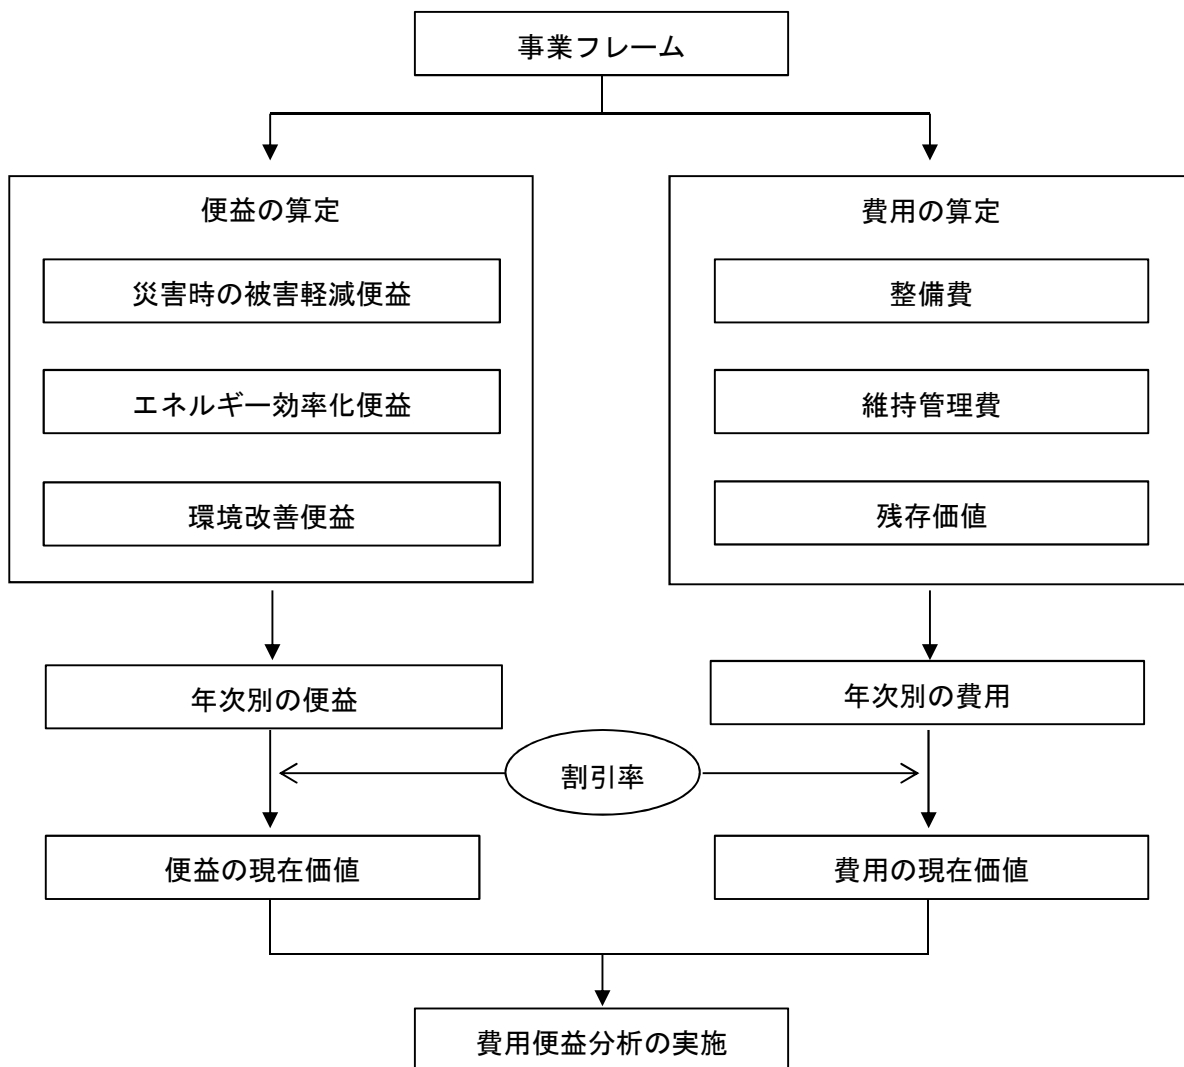 事業フレーム
便益の算定
災害時の被害軽減便益
エネルギー効率化便益
環境改善便益
費用の算定
整備費
維持管理費
残存価値
年次別の便益
年次別の費用
割引率
便益の現在価値
費用の現在価値
費用便益分析の実施